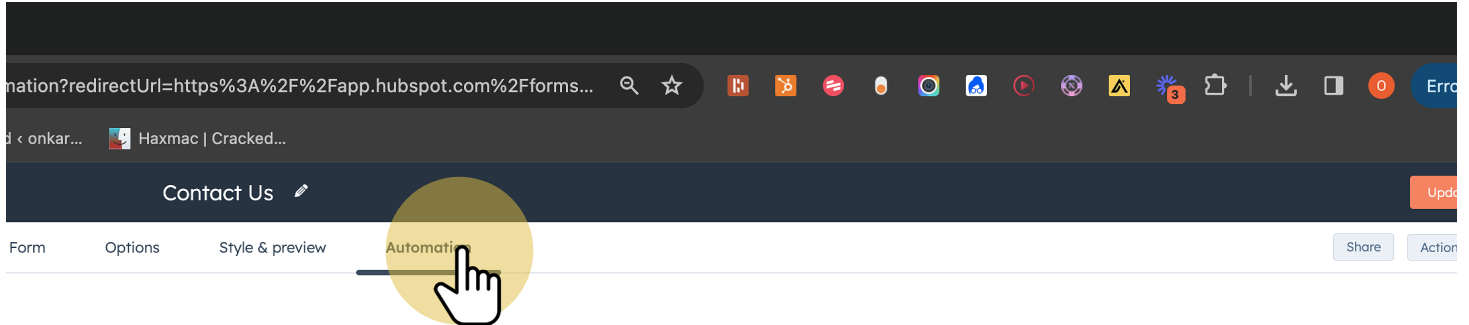 mation?redirectUrl=https%3A%2F%2Fapp.hubspot.com%2Fforms...
3
O
Erro
d ‹ onkar...
Haxmac | Cracked...
Contact Us
Upda
Form
Options
Style & preview
Automation
Share
Action